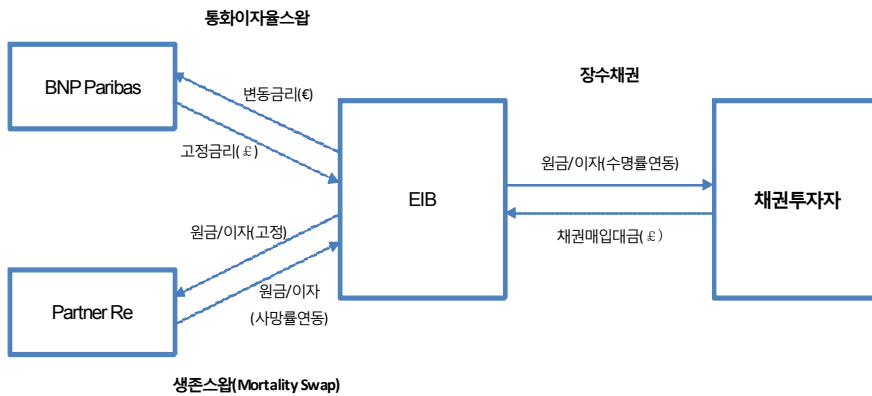 통화이자율스왑
BNP Paribas
변동금리(€)
고정금리(£)
장수채권
EIB
원금/이자(수명률연동)
채권매입대금(£)
채권투자자
원금/이자(고정)
원금/이자
(사망률연동)
Partner Re
생존스왑(Mortality Swap)